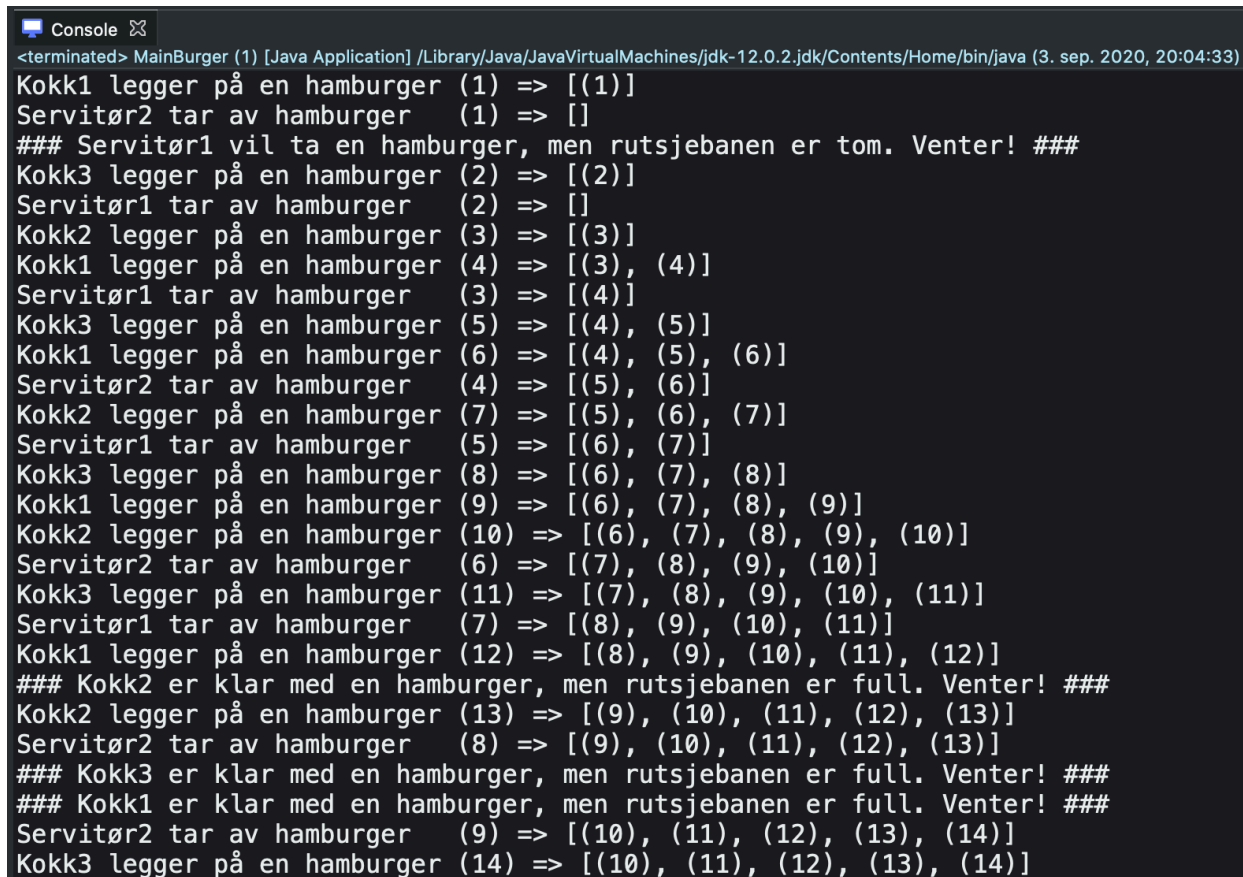 Console
<terminated> MainBurger (1) [Java Application] /Library/Java/JavaVirtualMachines/jdk-12.0.2.jdk/Contents/Home/bin/java (3. sep. 2020, 20:04:33)
Kokk1 legger på en hamburger (1) => [(1)]
Servitør2 tar av hamburger   (1) => []
### Servitør1 vil ta en hamburger, men rutsjebanen er tom. Venter! ###
Kokk3 legger på en hamburger (2) => [(2)]
Servitør1 tar av hamburger   (2) => []
Kokk2 legger på en hamburger (3) => [(3)]
Kokk1 legger på en hamburger (4) => [(3), (4)]
Servitør1 tar av hamburger   (3) => [(4)]
Kokk3 legger på en hamburger (5) => [(4), (5)]
Kokk1 legger på en hamburger (6) => [(4), (5), (6)]
Servitør2 tar av hamburger   (4) => [(5), (6)]
Kokk2 legger på en hamburger (7) => [(5), (6), (7)]
Servitør1 tar av hamburger   (5) => [(6), (7)]
Kokk3 legger på en hamburger (8) => [(6), (7), (8)]
Kokk1 legger på en hamburger (9) => [(6), (7), (8), (9)]
Kokk2 legger på en hamburger (10) => [(6), (7), (8), (9), (10)]
Servitør2 tar av hamburger   (6) => [(7), (8), (9), (10)]
Kokk3 legger på en hamburger (11) => [(7), (8), (9), (10), (11)]
Servitør1 tar av hamburger   (7) => [(8), (9), (10), (11)]
Kokk1 legger på en hamburger (12) => [(8), (9), (10), (11), (12)]
### Kokk2 er klar med en hamburger, men rutsjebanen er full. Venter! ###
Kokk2 legger på en hamburger (13) => [(9), (10), (11), (12), (13)]
Servitør2 tar av hamburger   (8) => [(9), (10), (11), (12), (13)]
### Kokk3 er klar med en hamburger, men rutsjebanen er full. Venter! ###
### Kokk1 er klar med en hamburger, men rutsjebanen er full. Venter! ###
Servitør2 tar av hamburger   (9) => [(10), (11), (12), (13), (14)]
Kokk3 legger på en hamburger (14) => [(10), (11), (12), (13), (14)]